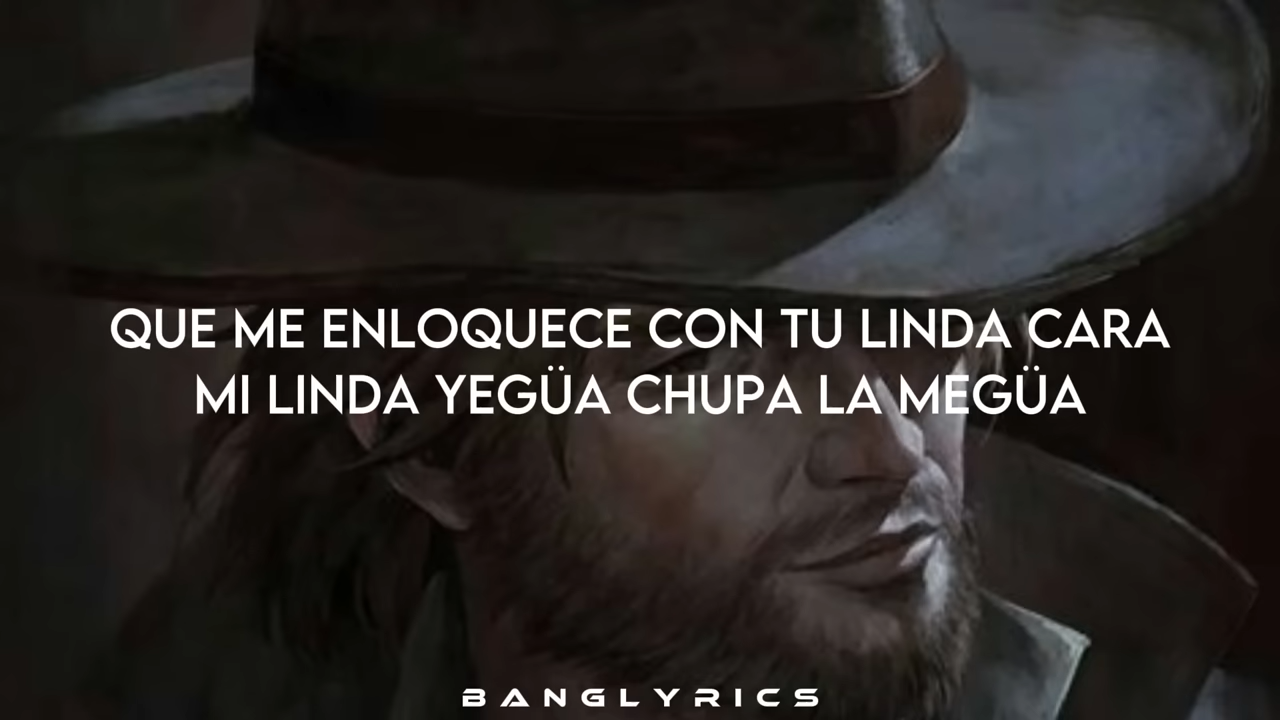 QUE ME ENLOQUECE CON TU LINDA CARA
MI LINDA YEGÜA CHUPA LA MEGÜA
BANGLYRICS